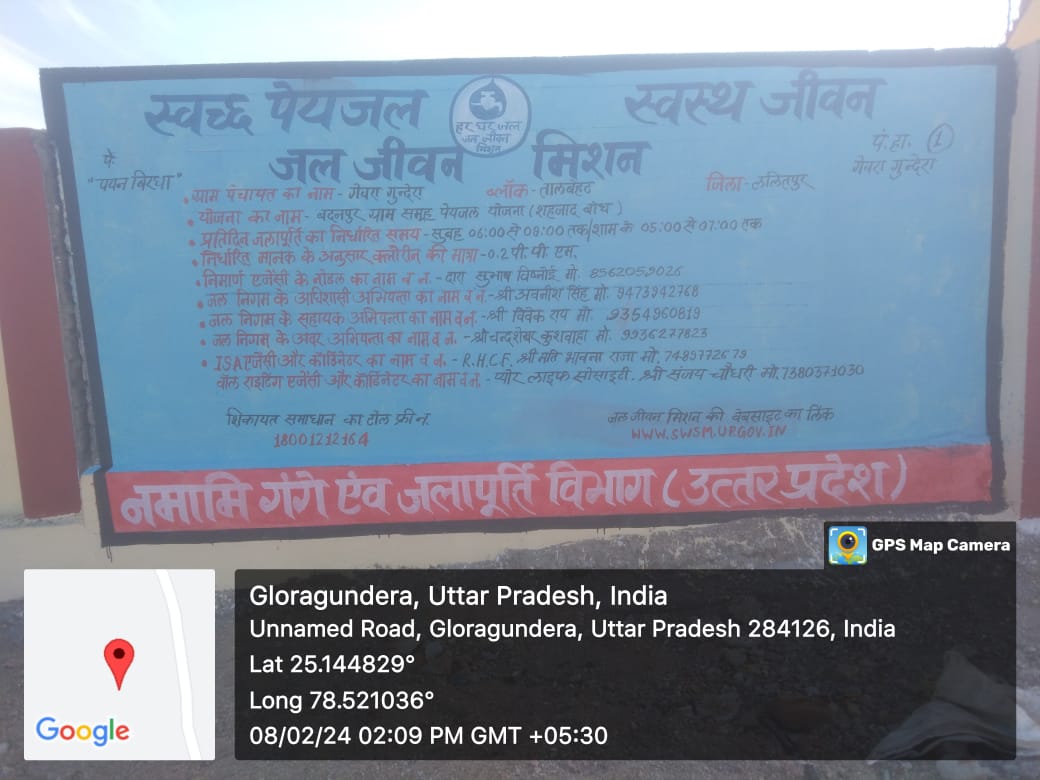 स्वच्छ पेयजल
स्वस्थ जीवन
हर घर जल
जल जीवन
मिशन
जल जीवन मिशन
पे.
"पवन बिरधा"
पं. हा. 1
गेवरा गुन्देरा
ग्राम पंचायत का नाम - गेवरा गुन्देरा ब्लॉक - तालबेहट जिला - ललितपुर
योजना का नाम - बदनपुर ग्राम समूह पेयजल योजना (शहजाद बांध)
प्रतिदिन जलापूर्ति का निर्धारित समय - सुबह 06:00 से 08:00 तक/शाम के 05:00 से 07:00 तक
निर्धारित मानक के अनुसार क्लोरीन की मात्रा - 0.2 पी. पी. एम.
निमार्ण एजेंसी के नोडल का नाम व नं. - दारा सुभाष विष्नोई मो. 8562059026
जल निगम के अधिशासी अभियन्ता का नाम व नं. - श्री अवनीश सिंह मो. 9473942768
जल निगम के सहायक अभियन्ता का नाम व नं. - श्री विवेक राय मो. 9354960819
जल निगम के अवर अभियन्ता का नाम व नं. - श्री चन्द्रशेखर कुशवाहा मो. 9936277823
ISA एजेंसी और कॉर्डिनेटर का नाम व नं. - R.H.C.F. श्री मति भावना राजा मो. 7489772679
वॉल राइटिंग एजेंसी और कॉर्डिनेटर का नाम व नं. - प्योर लाइफ सोसाइटी. श्री संजय चौधरी मो. 7380371030
शिकायत समाधान का टोल फ्री नं.
18001212164
जल जीवन मिशन की वेबसाइट का लिंक
WWW.SWSM.UP.GOV.IN
नमामि गंगे एंव जलापूर्ति विभाग (उत्तर प्रदेश)
GPS Map Camera
Google
Gloragundera, Uttar Pradesh, India
Unnamed Road, Gloragundera, Uttar Pradesh 284126, India
Lat 25.144829°
Long 78.521036°
08/02/24 02:09 PM GMT +05:30